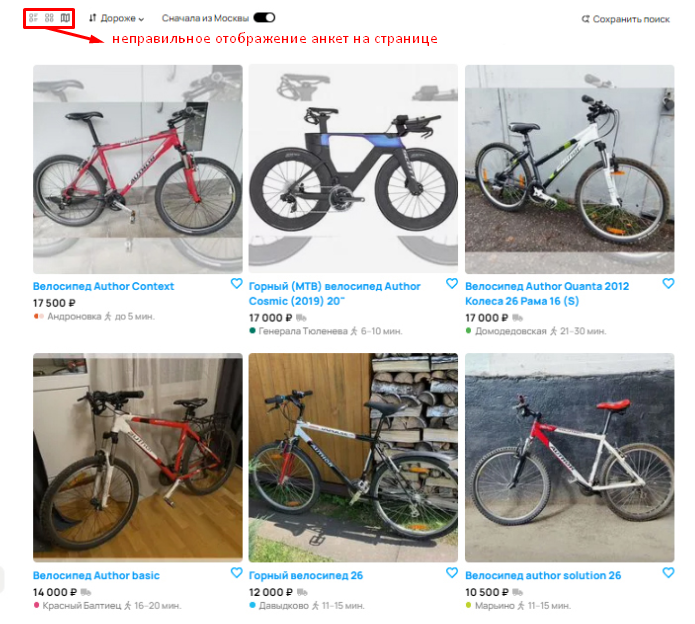 Дороже
Сначала из Москвы
Сохранить поиск
неправильное отображение анкет на странице
Велосипед Author Context
17 500 ₽
Андроновка до 5 мин.
Горный (MTB) велосипед Author
Cosmic (2019) 20"
17 000 ₽
Генерала Тюленева 6–10 мин.
Велосипед Author Quanta 2012
Колеса 26 Рама 16 (S)
17 000 ₽
Домодедовская 21–30 мин.
Велосипед Author basic
14 000 ₽
Красный Балтиец 16–20 мин.
Горный велосипед 26
12 000 ₽
Давыдково 11–15 мин.
Велосипед author solution 26
10 500 ₽
Марьино 11–15 мин.